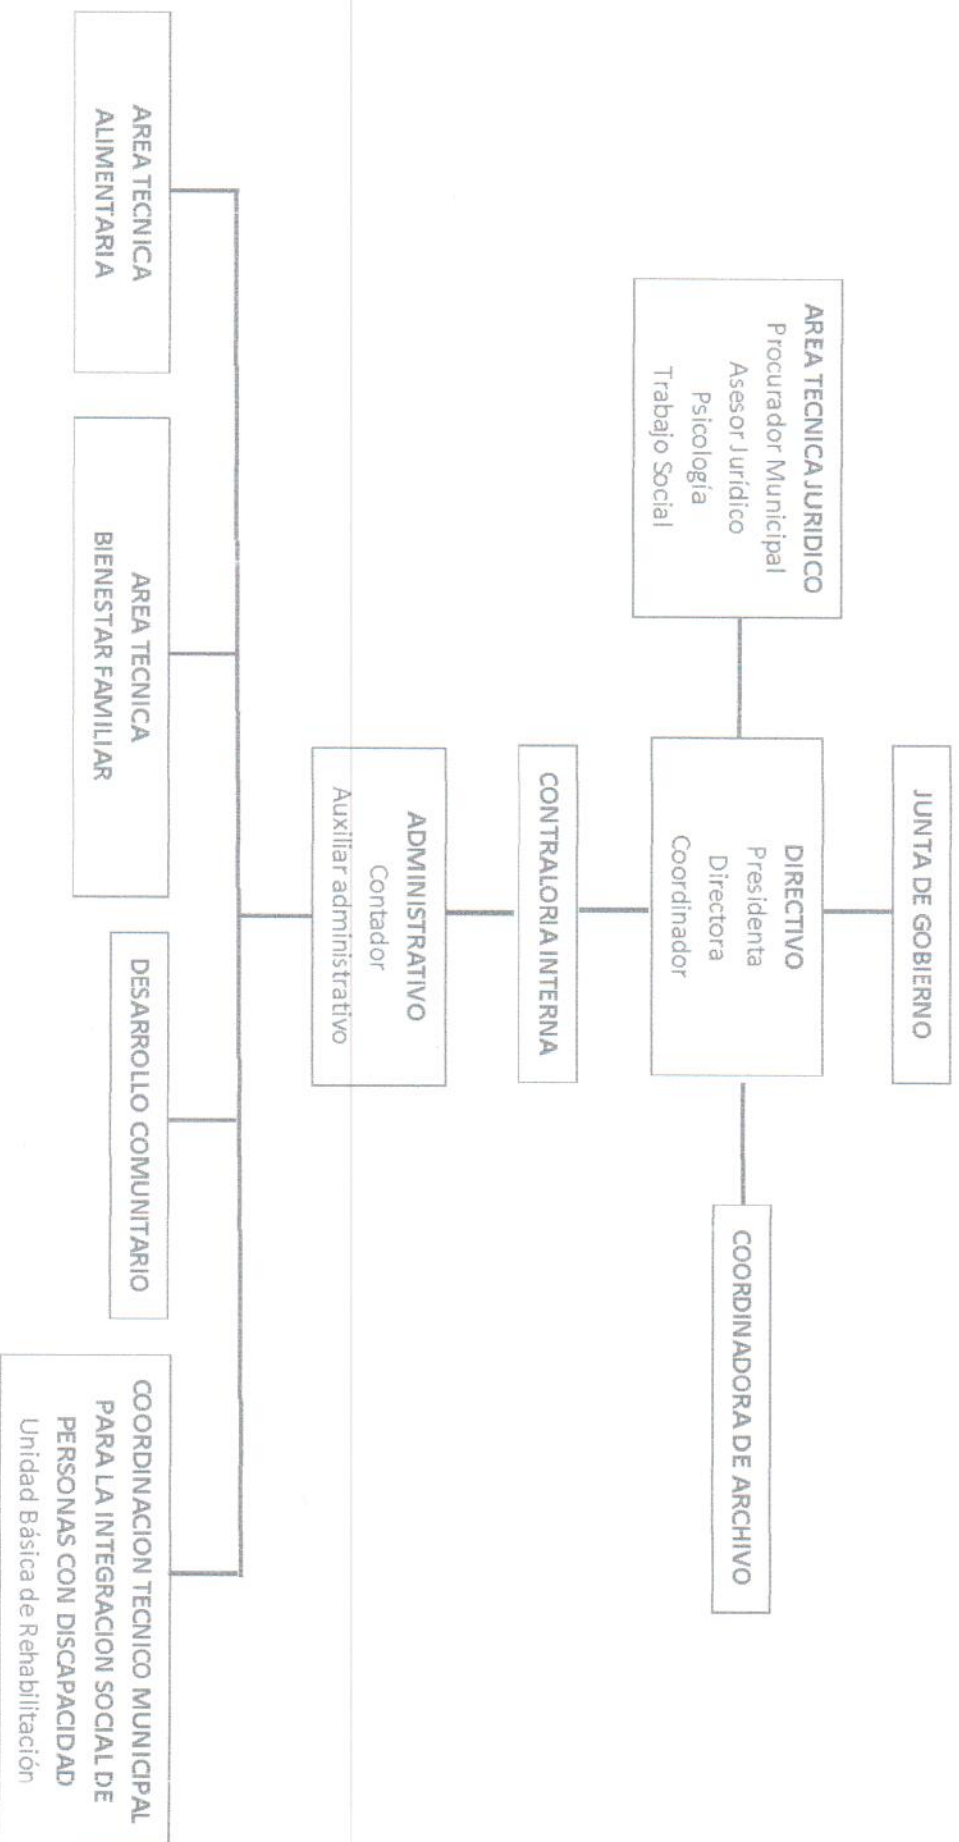 JUNTA DE GOBIERNO
AREA TECNICA JURIDICO
Procurador Municipal
Asesor Jurídico
Psicología
Trabajo Social
DIRECTIVO
Presidenta
Directora
Coordinador
COORDINADORA DE ARCHIVO
CONTRALORIA INTERNA
ADMINISTRATIVO
Contador
Auxiliar administrativo
AREA TECNICA
ALIMENTARIA
AREA TECNICA
BIENESTAR FAMILIAR
DESARROLLO COMUNITARIO
COORDINACION TECNICO MUNICIPAL
PARA LA INTEGRACION SOCIAL DE
PERSONAS CON DISCAPACIDAD
Unidad Básica de Rehabilitación